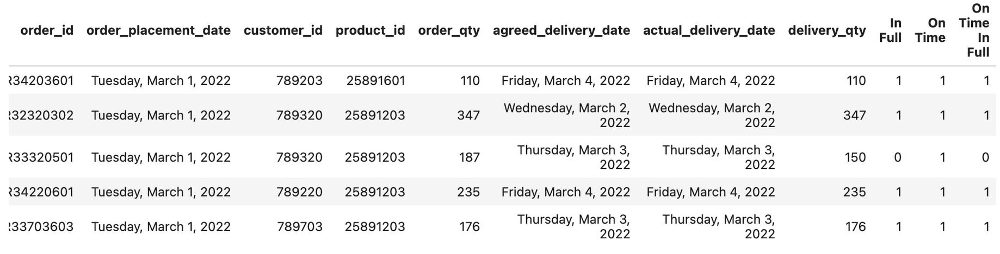 order_id order_placement_date customer_id product_id order_qty agreed_delivery_date actual_delivery_date delivery_qty In Full On Time On Time In Full
R34203601 Tuesday, March 1, 2022 789203 25891601 110 Friday, March 4, 2022 Friday, March 4, 2022 110 1 1 1
R32320302 Tuesday, March 1, 2022 789320 25891203 347 Wednesday, March 2, 2022 Wednesday, March 2, 2022 347 1 1 1
R33320501 Tuesday, March 1, 2022 789320 25891203 187 Thursday, March 3, 2022 Thursday, March 3, 2022 150 0 1 0
R34220601 Tuesday, March 1, 2022 789220 25891203 235 Friday, March 4, 2022 Friday, March 4, 2022 235 1 1 1
R33703603 Tuesday, March 1, 2022 789703 25891203 176 Thursday, March 3, 2022 Thursday, March 3, 2022 176 1 1 1